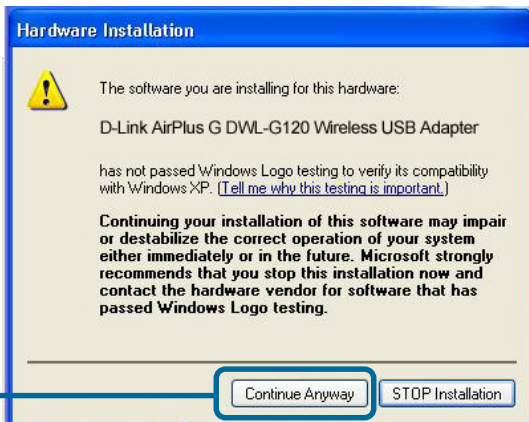 Hardware Installation
The software you are installing for this hardware:
D-Link AirPlus G DWL-G120 Wireless USB Adapter
has not passed Windows Logo testing to verify its compatibility
with Windows XP. (Tell me why this testing is important.)
Continuing your installation of this software may impair
or destabilize the correct operation of your system
either immediately or in the future. Microsoft strongly
recommends that you stop this installation now and
contact the hardware vendor for software that has
passed Windows Logo testing.
Continue Anyway STOP Installation